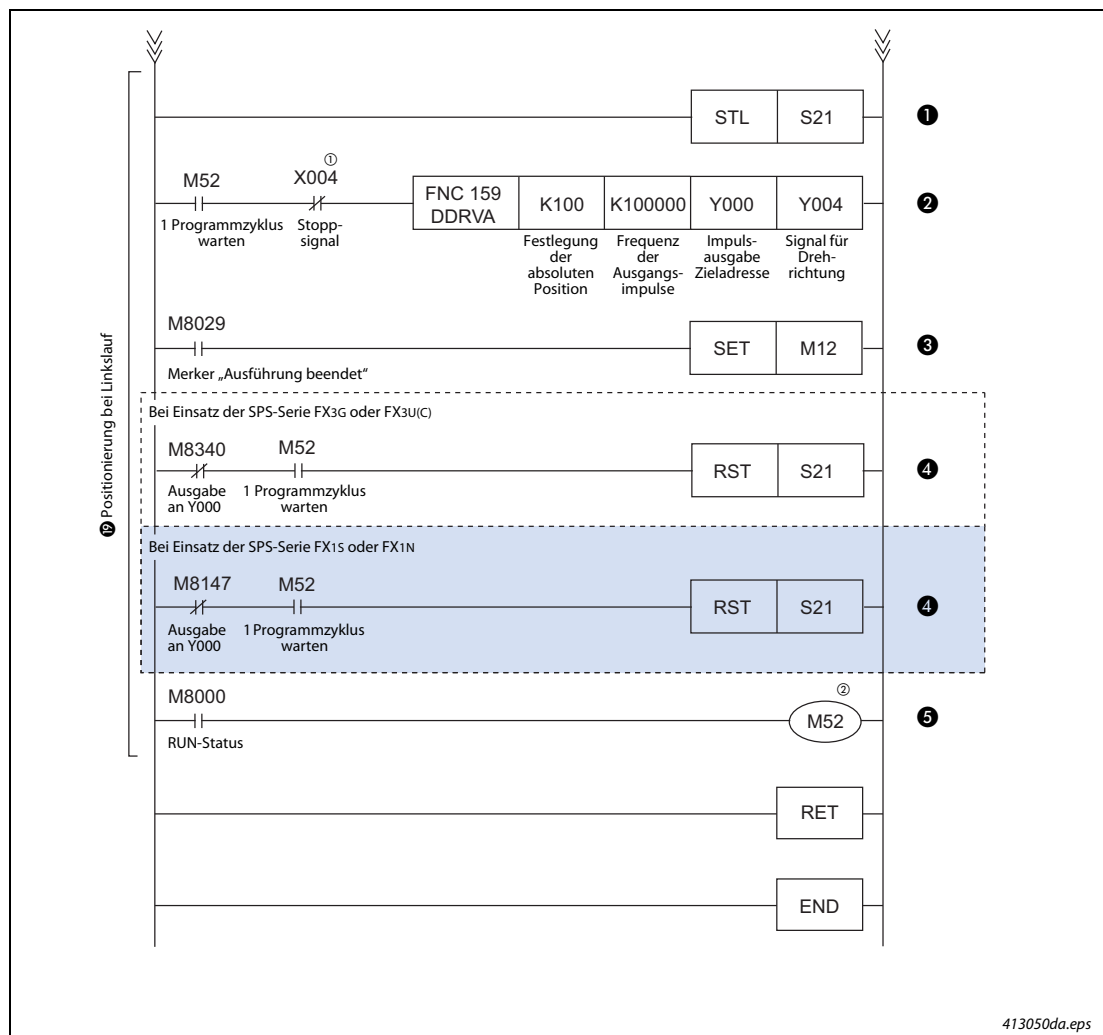 STL S21 ❶
①
M52 X004
FNC 159 DDRVA K100 K100000 Y000 Y004 ❷
1 Programmzyklus warten
Stopp-
signal
Festlegung der absoluten Position
Frequenz der Ausgangs-
impulse
Impuls-
ausgabe Zieladresse
Signal für Dreh-
richtung
M8029
SET M12 ❸
Merker „Ausführung beendet“
⓳ Positionierung bei Linkslauf
Bei Einsatz der SPS-Serie FX3G oder FX3U(C)
M8340 M52
RST S21 ❹
Ausgabe an Y000
1 Programmzyklus warten
Bei Einsatz der SPS-Serie FX1S oder FX1N
M8147 M52
RST S21 ❹
Ausgabe an Y000
1 Programmzyklus warten
M8000
②
M52 ❺
RUN-Status
RET
END
413050da.eps